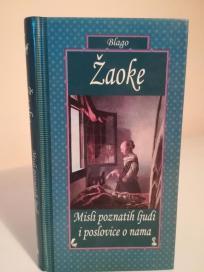 Blago
Žaoke
Misli poznatih ljudi
i poslovice o nama